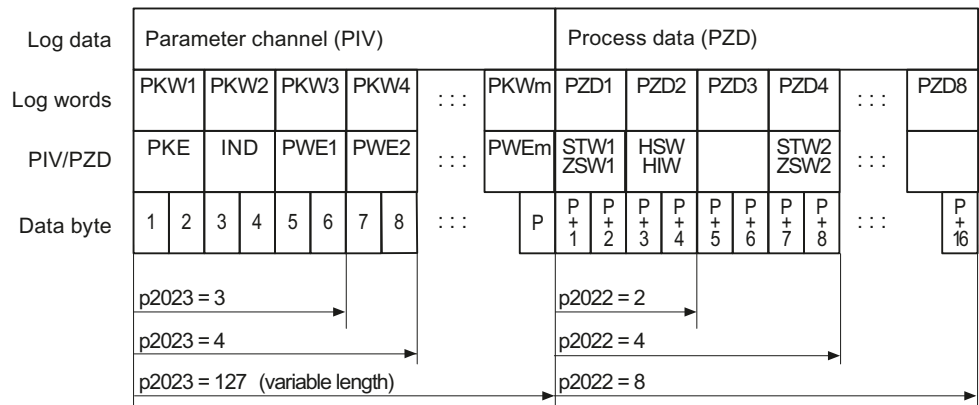 Log data Parameter channel (PIV) Process data (PZD)
Log words PKW1 PKW2 PKW3 PKW4 : : : PKWm PZD1 PZD2 PZD3 PZD4 : : : PZD8
PIV/PZD PKE IND PWE1 PWE2 : : : PWEm STW1 HSW STW2 : : :
ZSW1 HIW ZSW2
Data byte 1 2 3 4 5 6 7 8 : : : P P+1 P+2 P+3 P+4 P+5 P+6 P+7 P+8 : : : P+16
p2023 = 3 p2022 = 2
p2023 = 4 p2022 = 4
p2023 = 127 (variable length) p2022 = 8